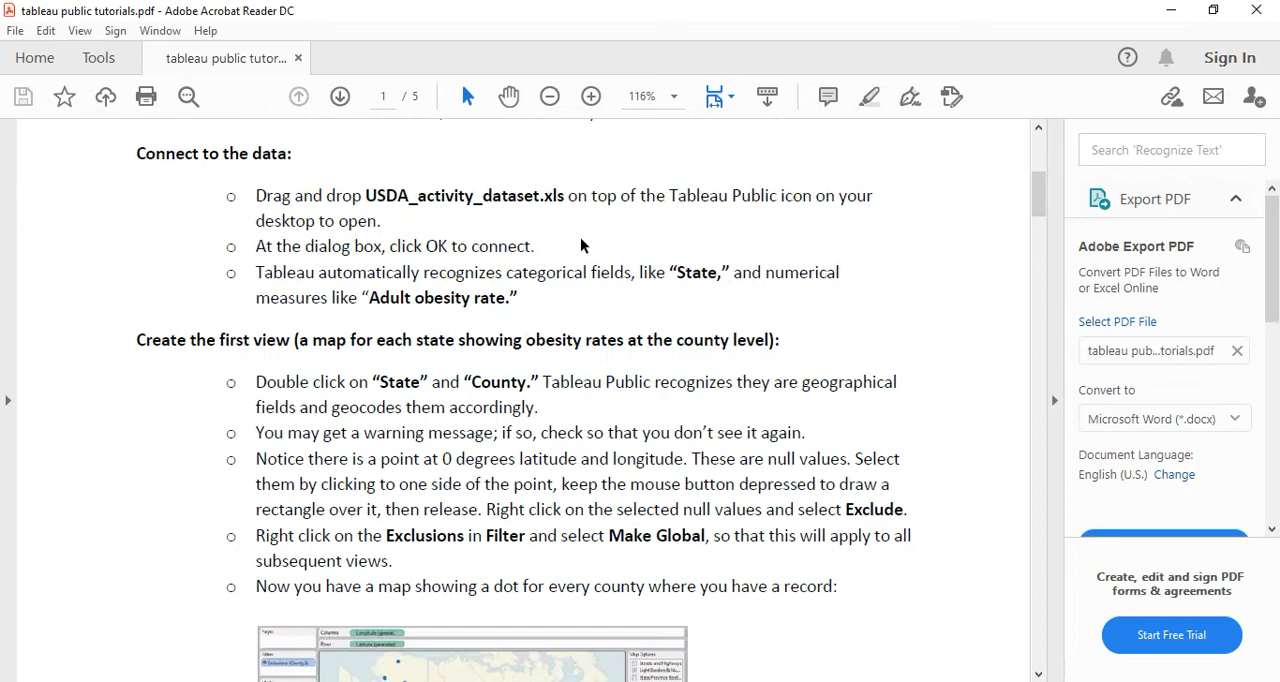 tableau public tutorials.pdf - Adobe Acrobat Reader DC
File Edit View Sign Window Help
Home Tools tableau public tutor... × Sign In
1 / 5 116%
Search 'Recognize Text'
Connect to the data:
Export PDF
o Drag and drop USDA_activity_dataset.xls on top of the Tableau Public icon on your
desktop to open.
o At the dialog box, click OK to connect.
o Tableau automatically recognizes categorical fields, like “State,” and numerical
measures like “Adult obesity rate.”
Create the first view (a map for each state showing obesity rates at the county level):
o Double click on “State” and “County.” Tableau Public recognizes they are geographical
fields and geocodes them accordingly.
o You may get a warning message; if so, check so that you don’t see it again.
o Notice there is a point at 0 degrees latitude and longitude. These are null values. Select
them by clicking to one side of the point, keep the mouse button depressed to draw a
rectangle over it, then release. Right click on the selected null values and select Exclude.
o Right click on the Exclusions in Filter and select Make Global, so that this will apply to all
subsequent views.
o Now you have a map showing a dot for every county where you have a record:
Pages Columns
Rows
Map Options
Adobe Export PDF
Convert PDF Files to Word
or Excel Online
Select PDF File
tableau pub...torials.pdf
Convert to
Microsoft Word (*.docx)
Document Language:
English (U.S.) Change
Create, edit and sign PDF
forms & agreements
Start Free Trial